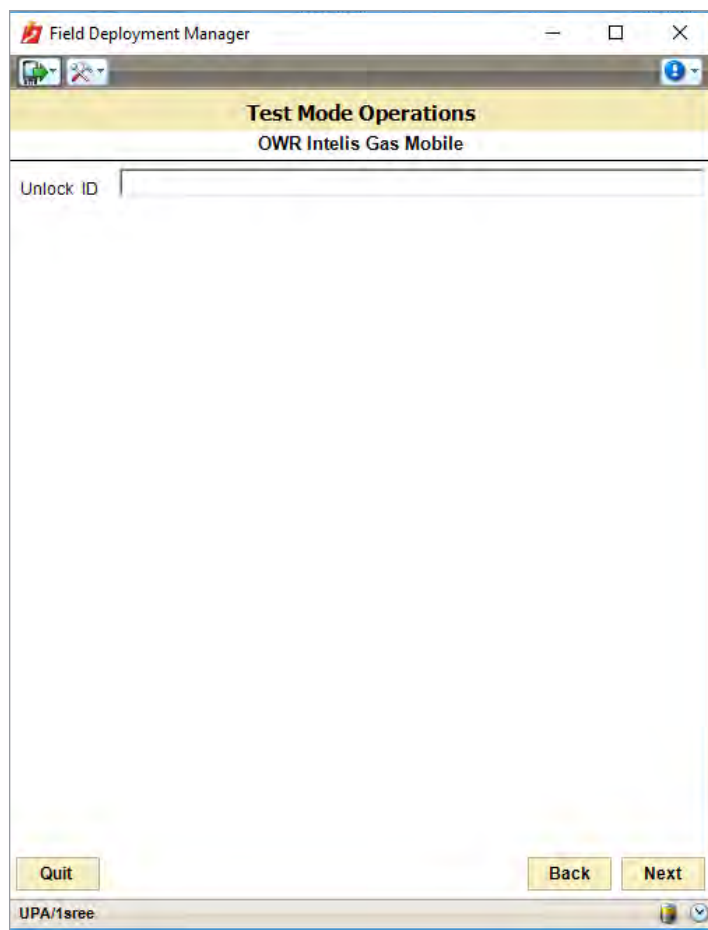 Field Deployment Manager
Test Mode Operations
OWR Intelis Gas Mobile
Unlock ID
Quit Back Next
UPA/1sree